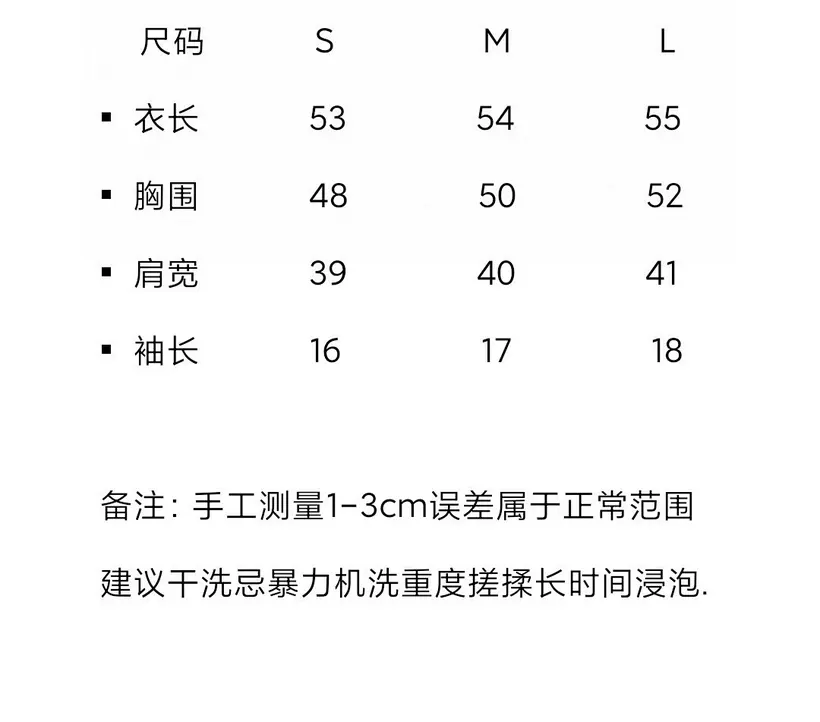 尺码 S M L
▪ 衣长 53 54 55
▪ 胸围 48 50 52
▪ 肩宽 39 40 41
▪ 袖长 16 17 18
备注: 手工测量1-3cm误差属于正常范围
建议干洗忌暴力机洗重度搓揉长时间浸泡.